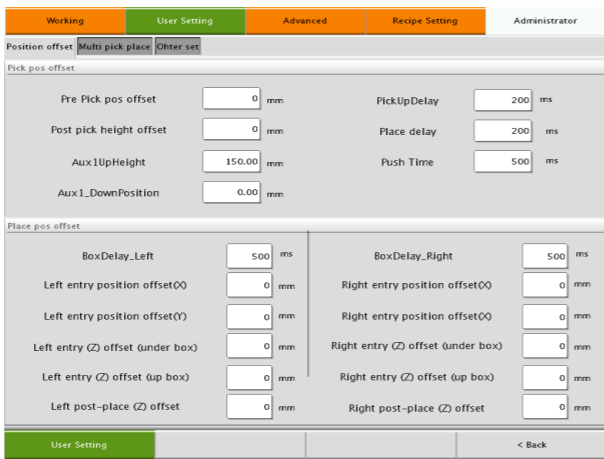 Working User Setting Advanced Recipe Setting Administrator
Position offset Multi pick place Ohter set
Pick pos offset
Pre Pick pos offset 0 mm PickUpDelay 200 ms
Post pick height offset 0 mm Place delay 200 ms
Aux1UpHeight 150.00 mm Push Time 500 ms
Aux1_DownPosition 0.00 mm
Place pos offset
BoxDelay_Left 500 ms BoxDelay_Right 500 ms
Left entry position offset(X) 0 mm Right entry position offset(X) 0 mm
Left entry position offset(Y) 0 mm Right entry position offset(X) 0 mm
Left entry (Z) offset (under box) 0 mm Right entry (Z) offset (under box) 0 mm
Left entry (Z) offset (up box) 0 mm Right entry (Z) offset (up box) 0 mm
Left post-place (Z) offset 0 mm Right post-place (Z) offset 0 mm
User Setting < Back